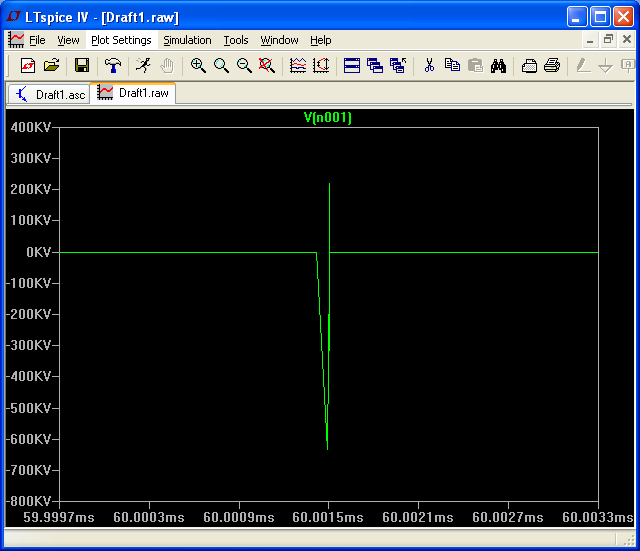 LTspice IV - [Draft1.raw]
File View Plot Settings Simulation Tools Window Help
Draft1.asc Draft1.raw
V(n001)
400KV
300KV
200KV
100KV
0KV
-100KV
-200KV
-300KV
-400KV
-500KV
-600KV
-700KV
-800KV
59.9997ms 60.0003ms 60.0009ms 60.0015ms 60.0021ms 60.0027ms 60.0033ms